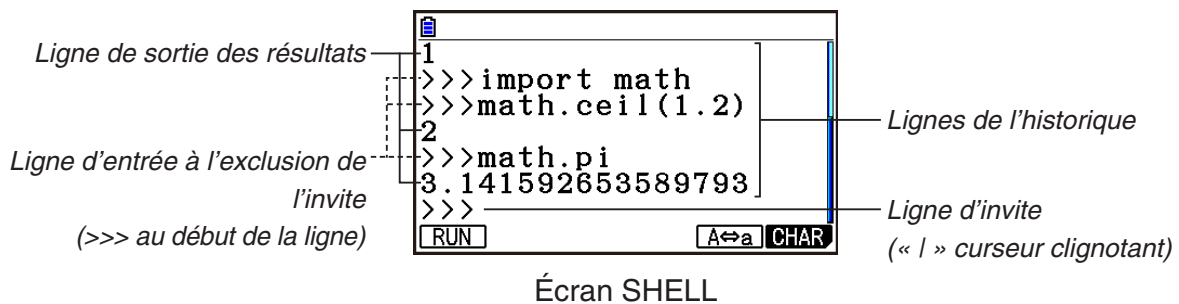 Ligne de sortie des résultats
Ligne d'entrée à l'exclusion de
l'invite
(>>> au début de la ligne)
1
>>>import math
>>>math.ceil(1.2)
2
>>>math.pi
3.141592653589793
>>>
RUN
A⇔a
CHAR
Lignes de l'historique
Ligne d'invite
(« | » curseur clignotant)
Écran SHELL